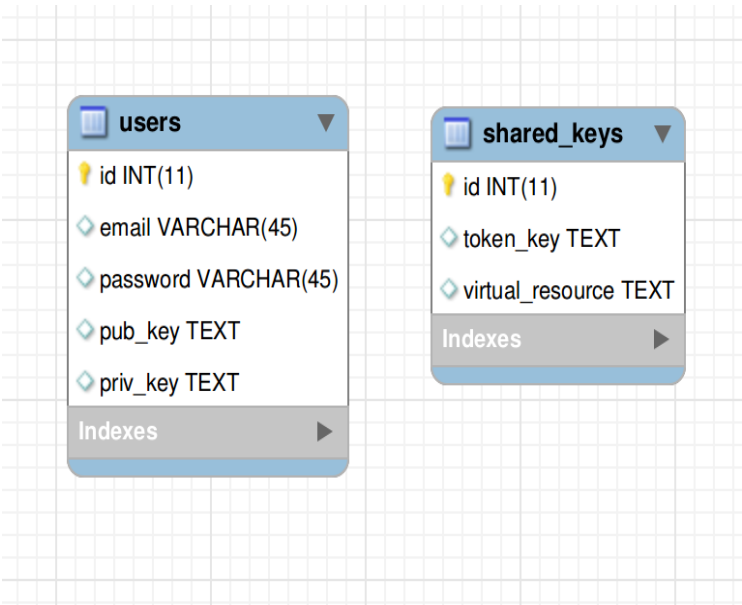 users
id INT(11)
email VARCHAR(45)
password VARCHAR(45)
pub_key TEXT
priv_key TEXT
Indexes
shared_keys
id INT(11)
token_key TEXT
virtual_resource TEXT
Indexes